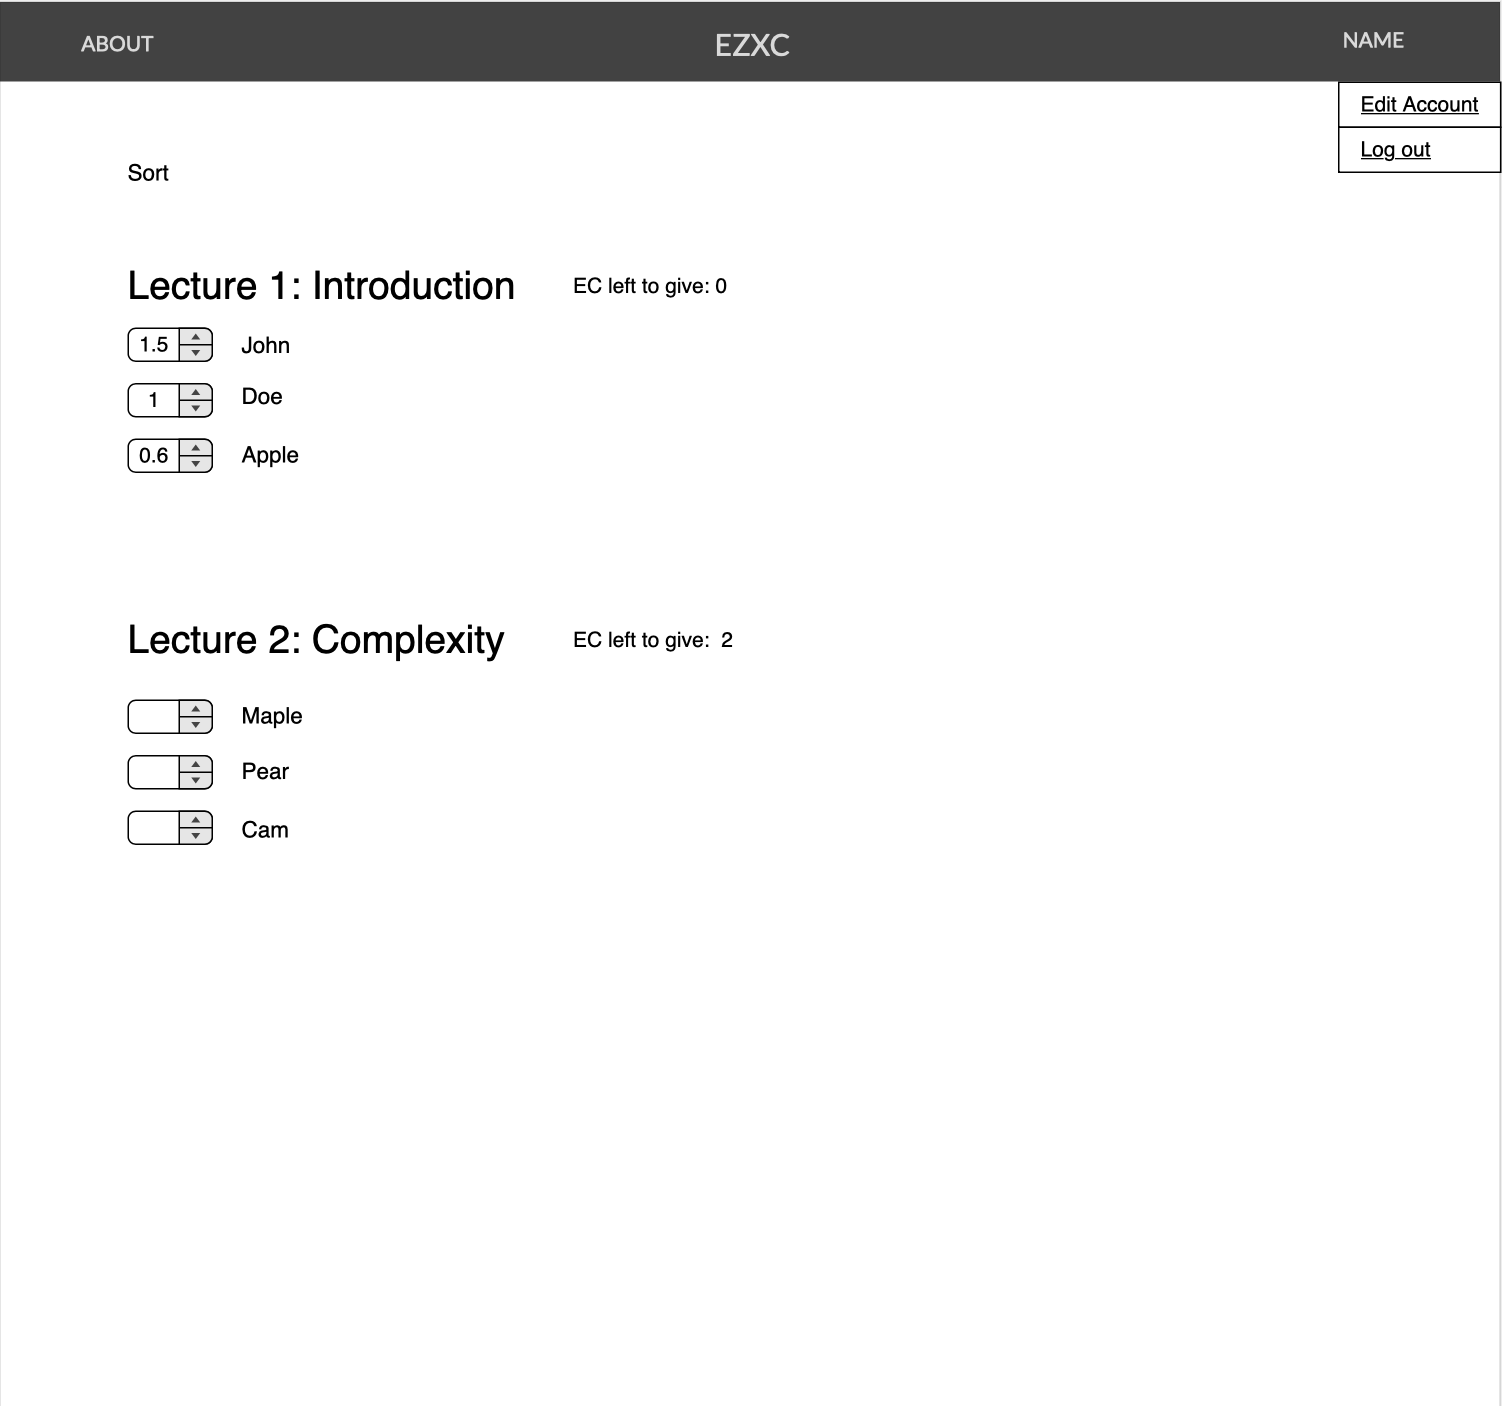 ABOUT EZXC NAME
Edit Account
Log out
Sort
Lecture 1: Introduction EC left to give: 0
1.5 John
1 Doe
0.6 Apple
Lecture 2: Complexity EC left to give: 2
Maple
Pear
Cam